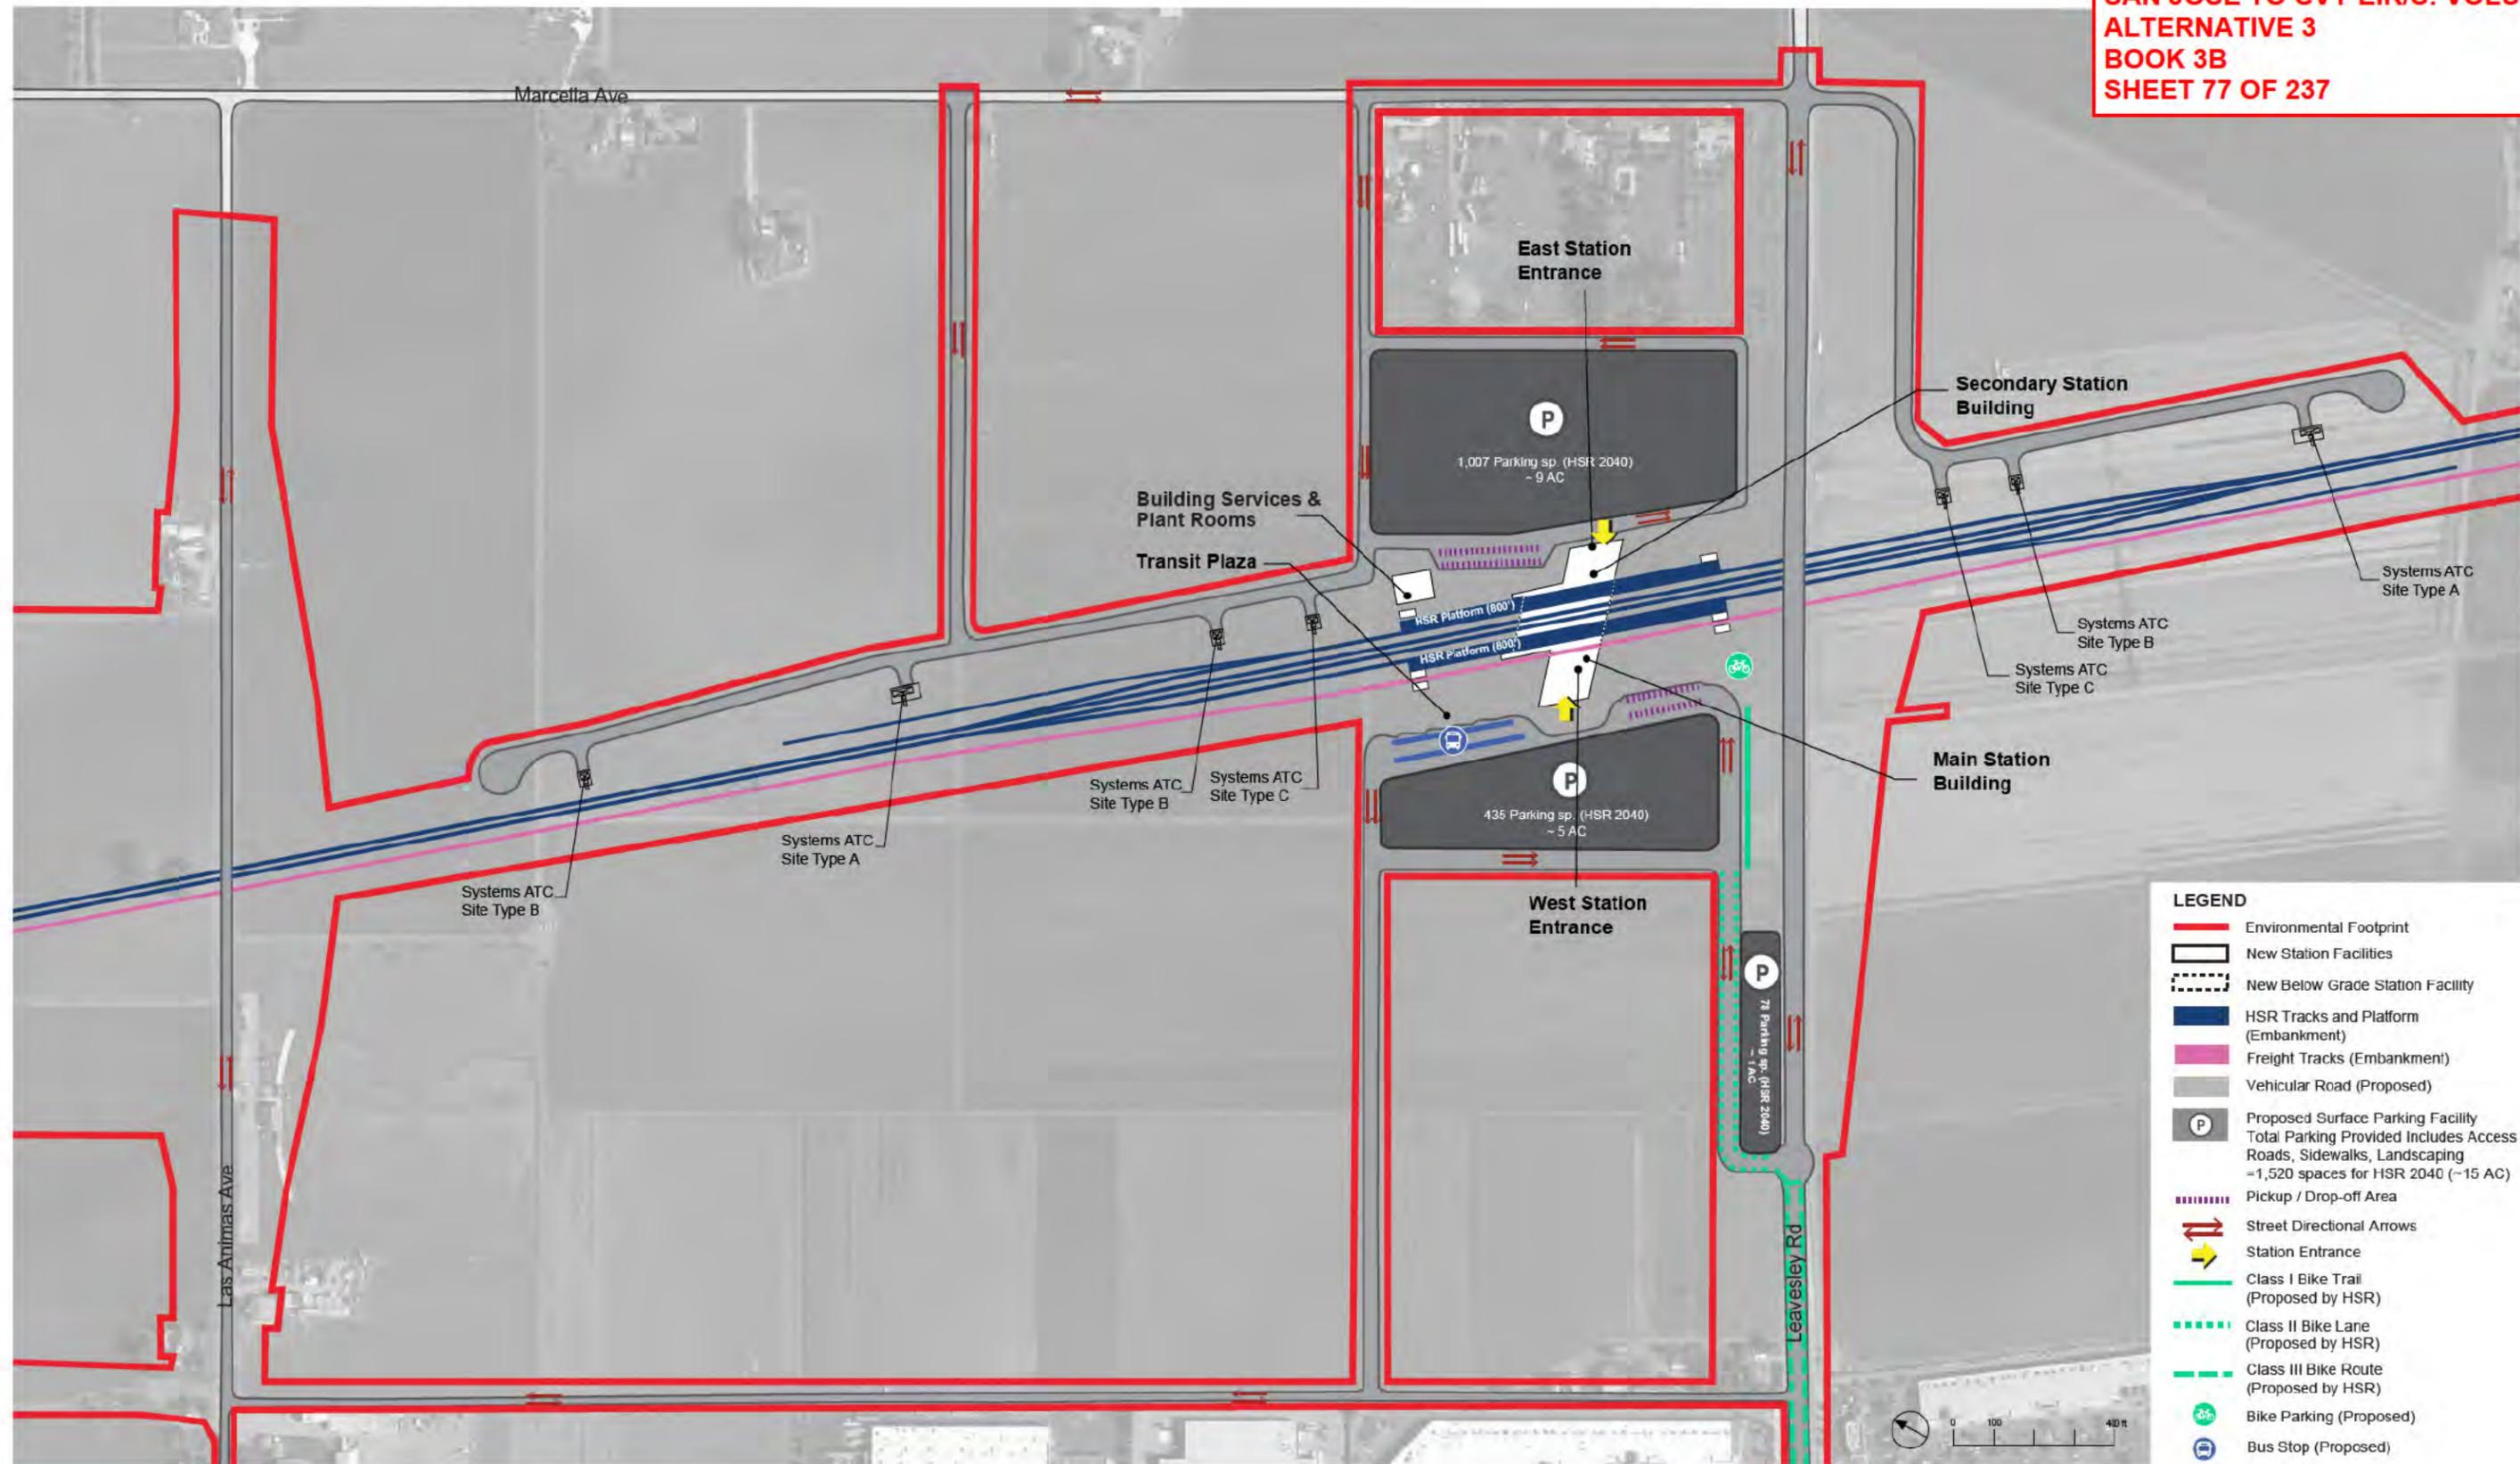 ALTERNATIVE 3
BOOK 3B
SHEET 77 OF 237
Marcella Ave
East Station
Entrance
Secondary Station
Building
P
1,007 Parking sp. (HSR 2040)
~ 9 AC
Building Services &
Plant Rooms
Transit Plaza
HSR Platform (800')
HSR Platform (800')
Systems ATC
Site Type A
Systems ATC
Site Type B
Systems ATC
Site Type C
Main Station
Building
P
435 Parking sp. (HSR 2040)
~ 5 AC
Systems ATC
Site Type B
Systems ATC
Site Type C
Systems ATC
Site Type A
Systems ATC
Site Type B
West Station
Entrance
P
78 Parking sp. (HSR 2040)
~ 1 AC
Las Animas Ave
Leavesley Rd
LEGEND
Environmental Footprint
New Station Facilities
New Below Grade Station Facility
HSR Tracks and Platform
(Embankment)
Freight Tracks (Embankment)
Vehicular Road (Proposed)
P
Proposed Surface Parking Facility
Total Parking Provided Includes Access
Roads, Sidewalks, Landscaping
=1,520 spaces for HSR 2040 (~15 AC)
Pickup / Drop-off Area
Street Directional Arrows
Station Entrance
Class I Bike Trail
(Proposed by HSR)
Class II Bike Lane
(Proposed by HSR)
Class III Bike Route
(Proposed by HSR)
Bike Parking (Proposed)
Bus Stop (Proposed)
0 100 400 ft